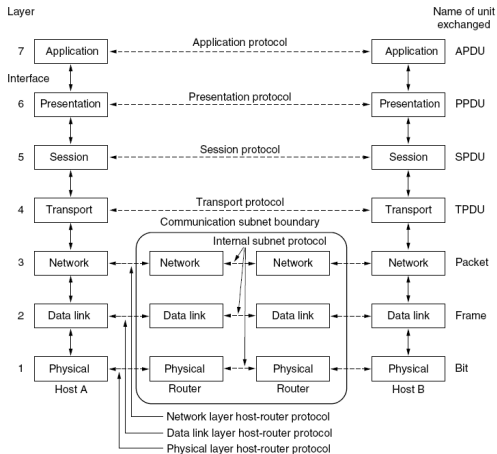 Layer
Name of unit exchanged
7 Application Application protocol Application APDU
Interface
6 Presentation Presentation protocol Presentation PPDU
5 Session Session protocol Session SPDU
4 Transport Transport protocol Transport TPDU
Communication subnet boundary
Internal subnet protocol
3 Network Network Network Network Packet
2 Data link Data link Data link Data link Frame
1 Physical Physical Physical Physical Bit
Host A Router Router Host B
Network layer host-router protocol
Data link layer host-router protocol
Physical layer host-router protocol